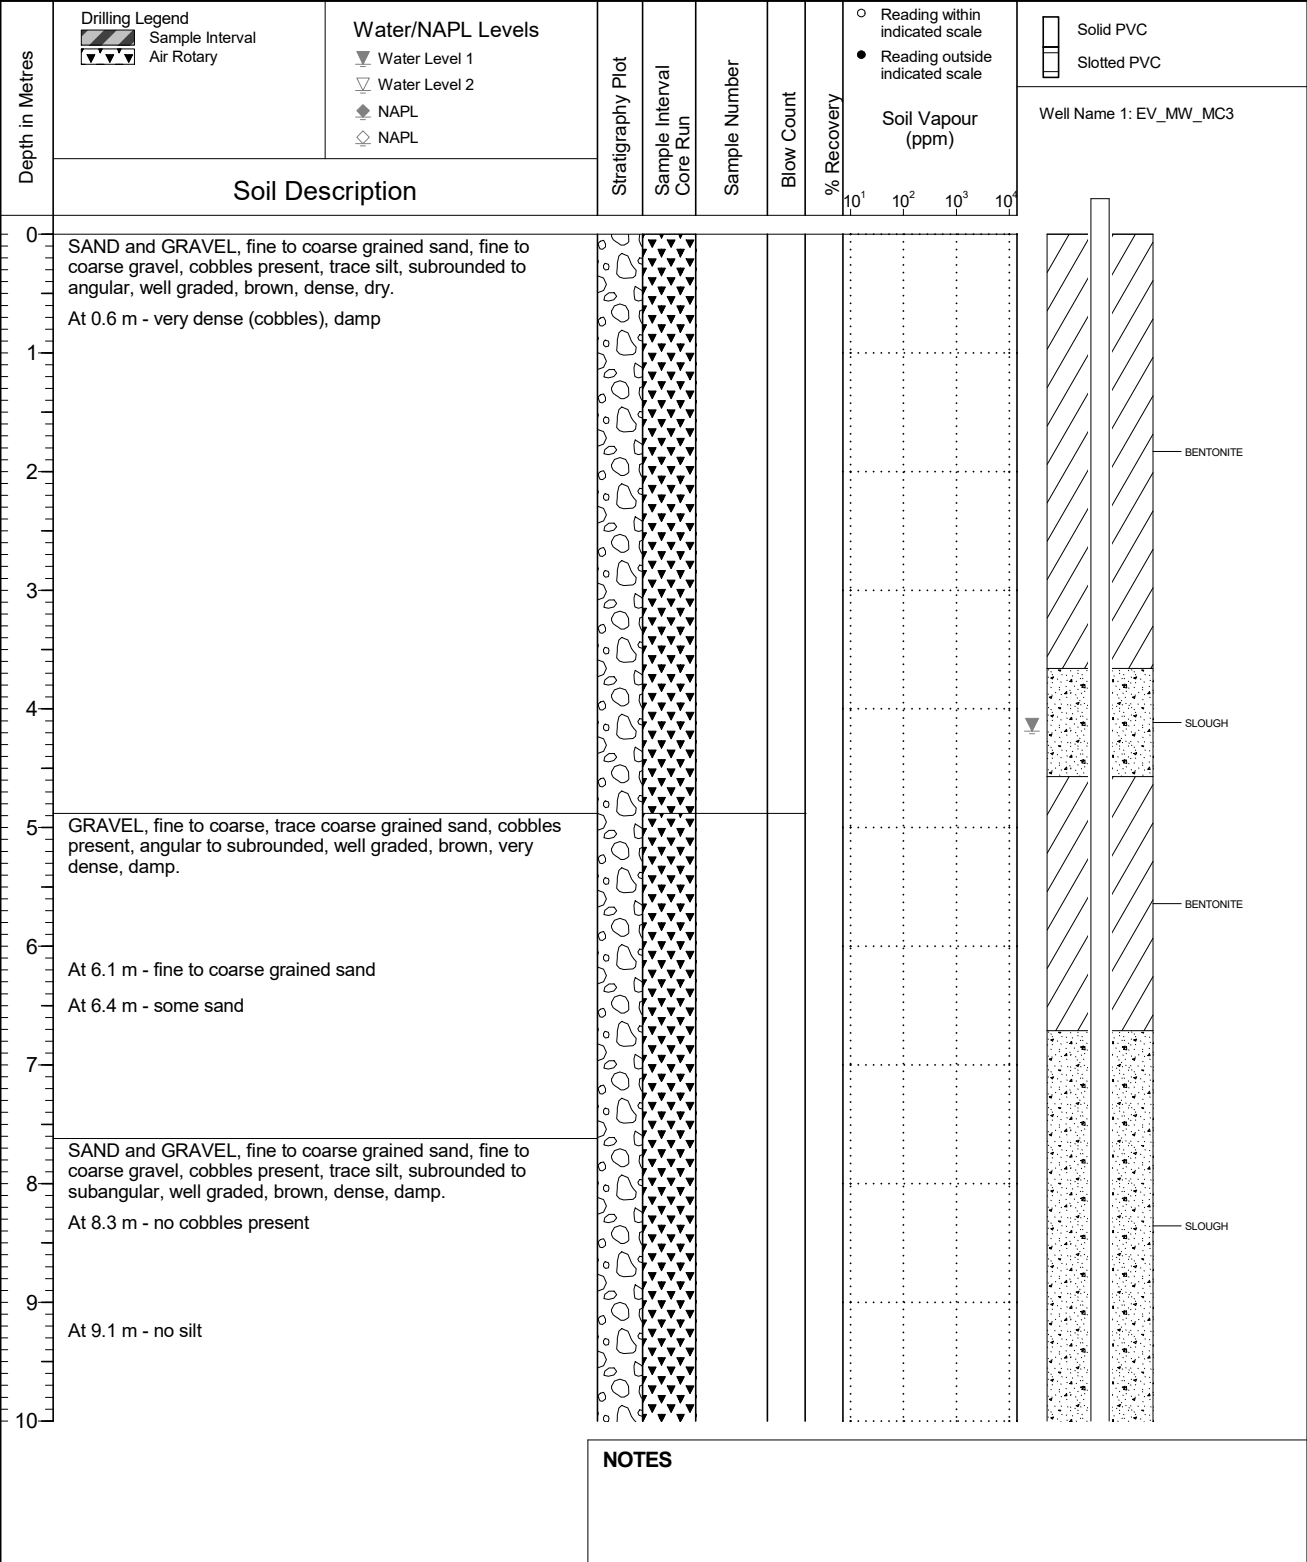 Drilling Legend
Sample Interval
Air Rotary
Water/NAPL Levels
Water Level 1
Water Level 2
NAPL
NAPL
Depth in Metres
Soil Description
Stratigraphy Plot
Sample Interval
Core Run
Sample Number
Blow Count
% Recovery
Reading within
indicated scale
Reading outside
indicated scale
Soil Vapour
(ppm)
10¹ 10² 10³ 10⁴
Solid PVC
Slotted PVC
Well Name 1: EV_MW_MC3
0
SAND and GRAVEL, fine to coarse grained sand, fine to
coarse gravel, cobbles present, trace silt, subrounded to
angular, well graded, brown, dense, dry.
At 0.6 m - very dense (cobbles), damp
1
BENTONITE
2
3
4
SLOUGH
5
GRAVEL, fine to coarse, trace coarse grained sand, cobbles
present, angular to subrounded, well graded, brown, very
dense, damp.
BENTONITE
6
At 6.1 m - fine to coarse grained sand
At 6.4 m - some sand
7
SAND and GRAVEL, fine to coarse grained sand, fine to
coarse gravel, cobbles present, trace silt, subrounded to
subangular, well graded, brown, dense, damp.
8
At 8.3 m - no cobbles present
SLOUGH
9
At 9.1 m - no silt
10
NOTES